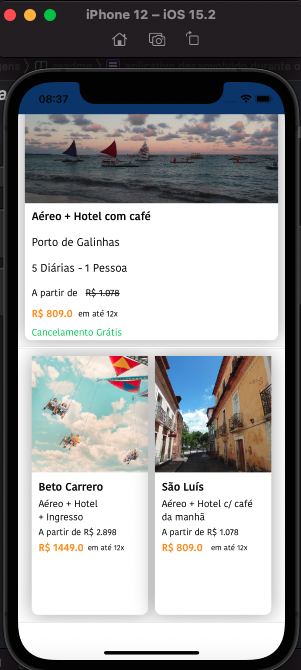 iPhone 12 – iOS 15.2
08:37
Aéreo + Hotel com café
Porto de Galinhas
5 Diárias - 1 Pessoa
A partir de R$ 1.078
R$ 809.0 em até 12x
Cancelamento Grátis
Beto Carrero
Aéreo + Hotel
+ Ingresso
A partir de R$ 2.898
R$ 1449.0 em até 12x
São Luís
Aéreo + Hotel c/ café
da manhã
A partir de R$ 1.078
R$ 809.0 em até 12x